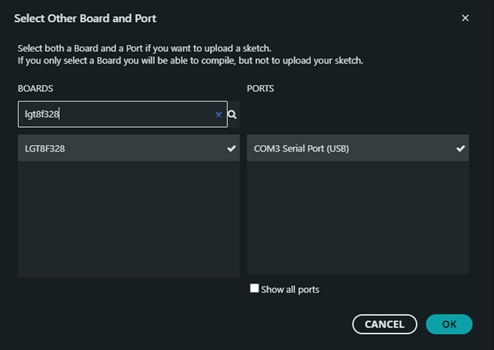 Select Other Board and Port
Select both a Board and a Port if you want to upload a sketch.
If you only select a Board you will be able to compile, but not to upload your sketch.
BOARDS
PORTS
lgt8f328
LGT8F328
COM3 Serial Port (USB)
Show all ports
CANCEL
OK